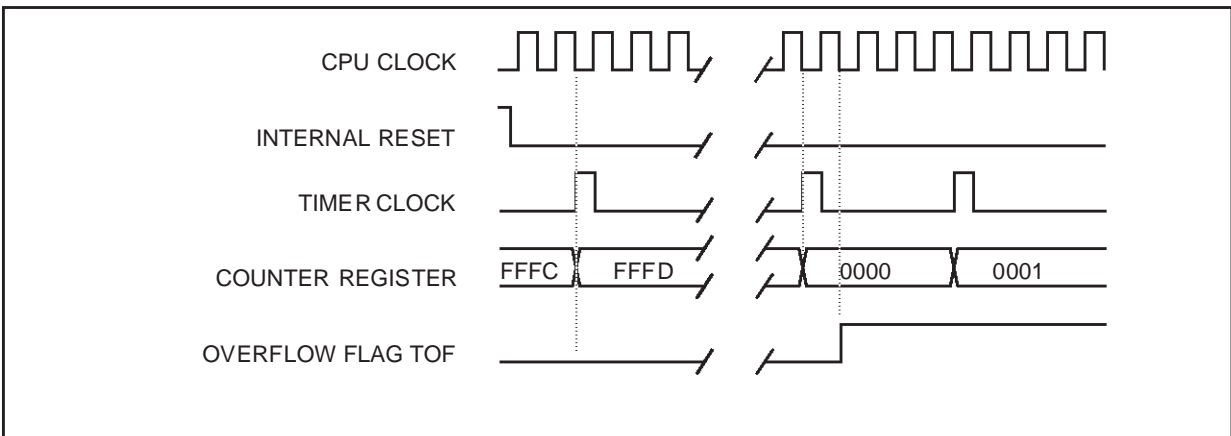 CPU CLOCK
INTERNAL RESET
TIMER CLOCK
COUNTER REGISTER FFFC FFFD 0000 0001
OVERFLOW FLAG TOF